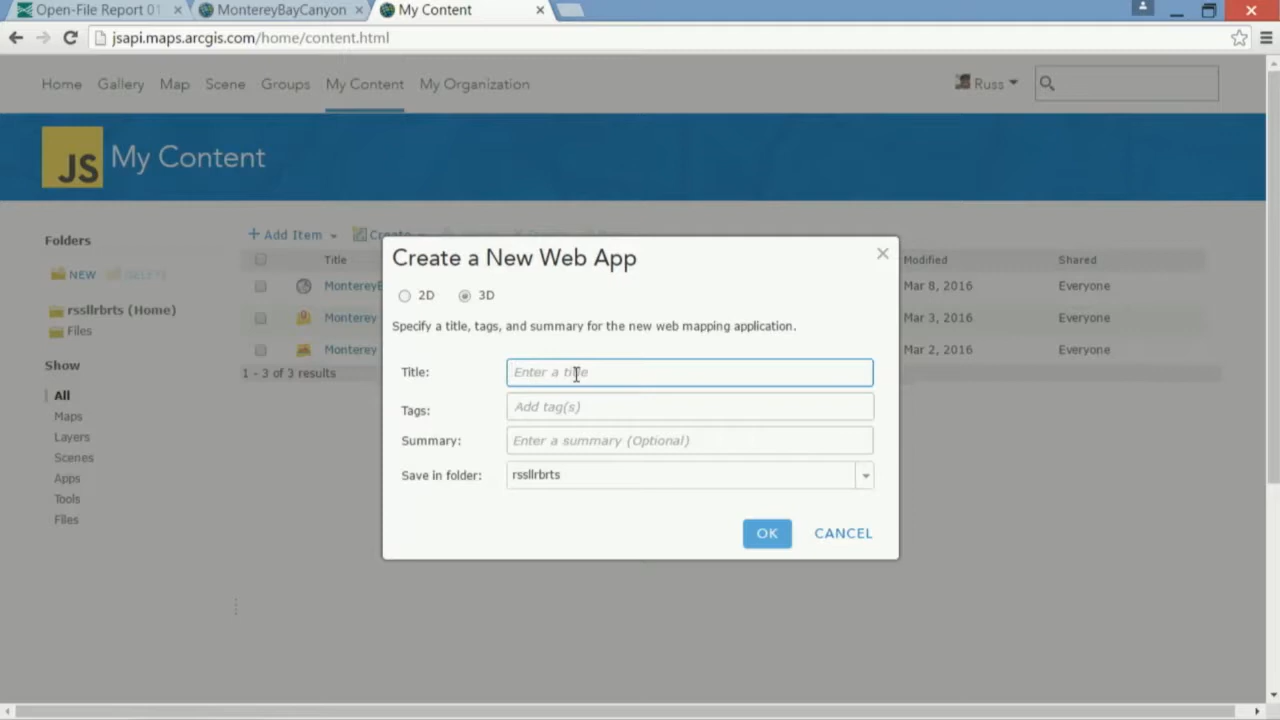 Open-File Report 01
MontereyBayCanyon
My Content
jsapi.maps.arcgis.com/home/content.html
Home Gallery Map Scene Groups My Content My Organization Russ
JS My Content
Folders
NEW DELETE
rssllrbrts (Home)
Files
Show
All
Maps
Layers
Scenes
Apps
Tools
Files
+ Add Item Create
Title Modified Shared
Monterey Mar 8, 2016 Everyone
Monterey Mar 3, 2016 Everyone
Monterey Mar 2, 2016 Everyone
1 - 3 of 3 results
Create a New Web App
2D 3D
Specify a title, tags, and summary for the new web mapping application.
Title: Enter a title
Tags: Add tag(s)
Summary: Enter a summary (Optional)
Save in folder: rssllrbrts
OK CANCEL